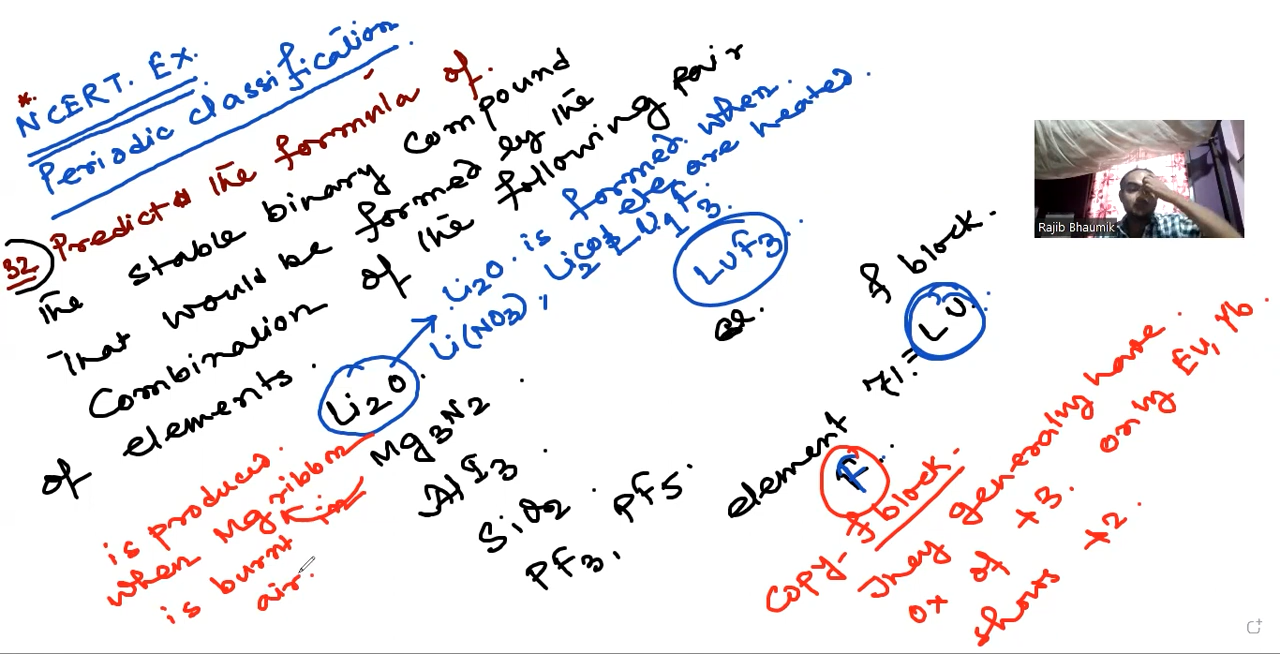 * NCERT. Ex.
Periodic classification
32 Predict the formula of.
the stable binary compound
That would be formed by the
Combination of the following pair
of elements.
Li2O. is formed when
Li(NO3), Li2CO3 are heated.
Li2O.
Mg3N2
AlI3
SiO2.
PF3, PF5.
LuF3
or.
f block.
71= Lu.
element F
is produced.
when Mg ribbon
is burnt in
air.
Copy- f block.
They generally have
ox of +3. only Eu, Yb.
shows +2.
Rajib Bhaumik